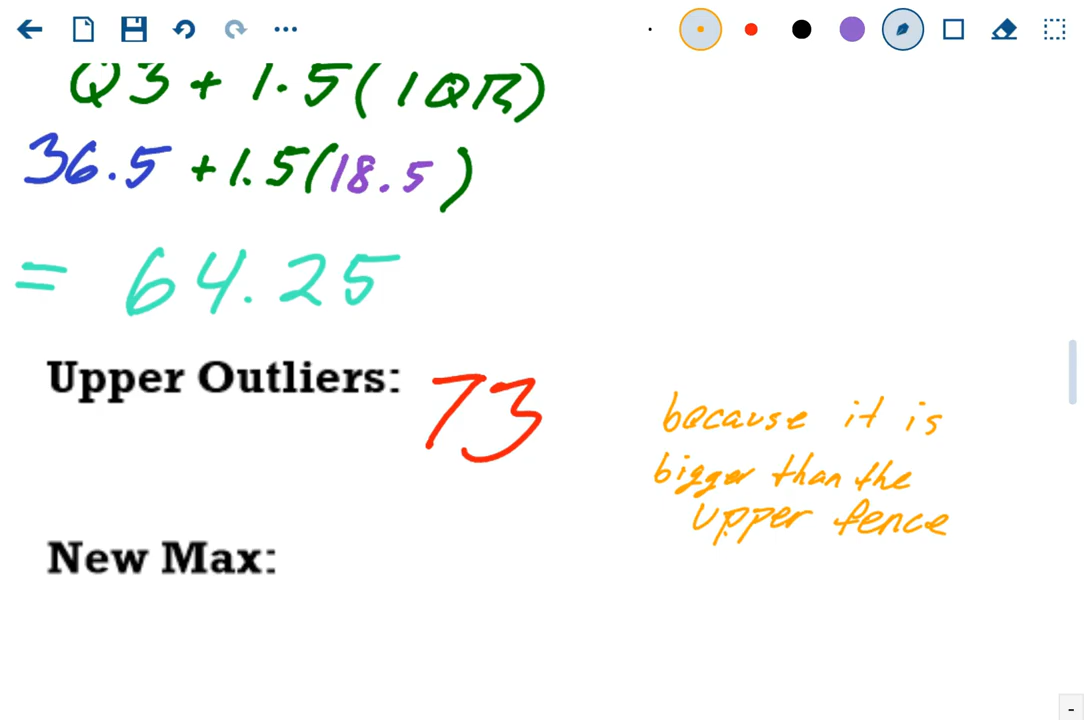 Q3 + 1.5(IQR)
36.5 + 1.5(18.5)
= 64.25
Upper Outliers: 73
because it is
bigger than the
upper fence
New Max: